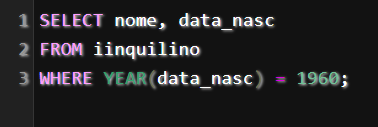 1 SELECT nome, data_nasc
2 FROM iinquilino
3 WHERE YEAR(data_nasc) = 1960;